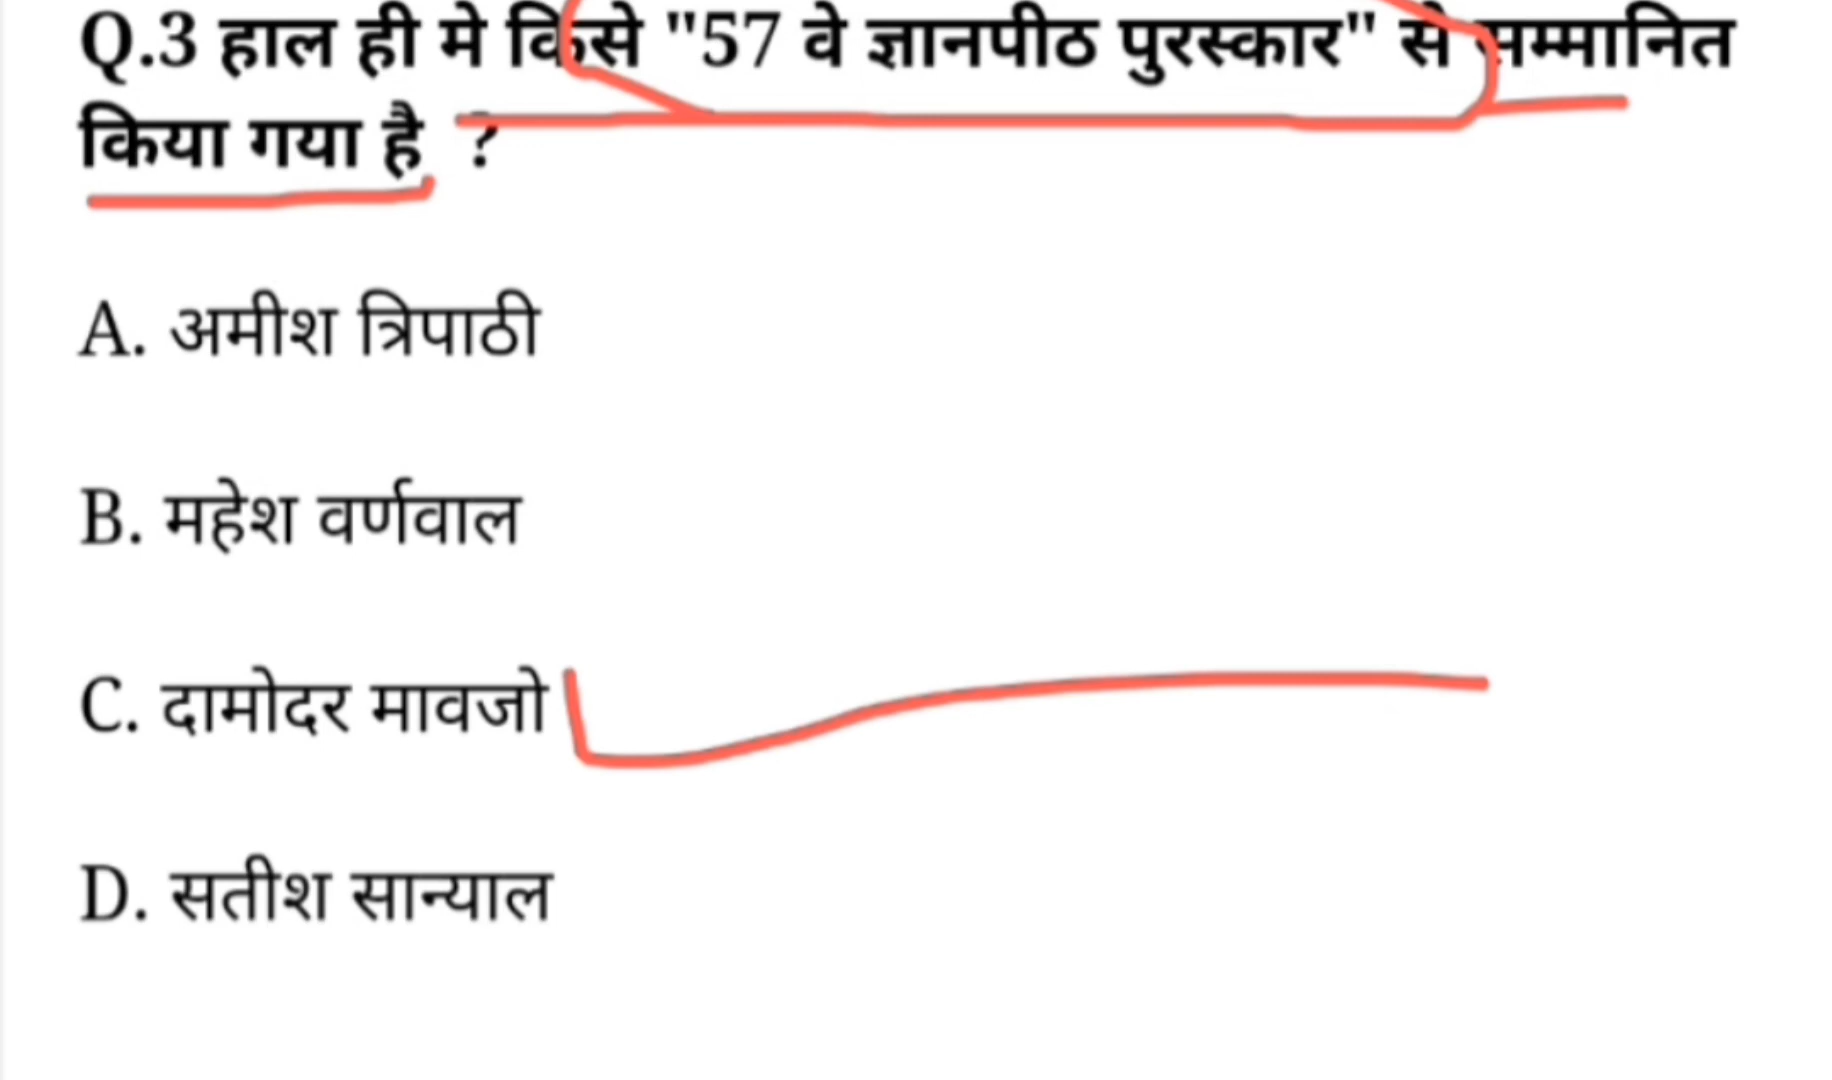 Q.3 हाल ही मे किसे "57 वे ज्ञानपीठ पुरस्कार" से सम्मानित
किया गया है ?
A. अमीश त्रिपाठी
B. महेश वर्णवाल
C. दामोदर मावजो
D. सतीश सान्याल